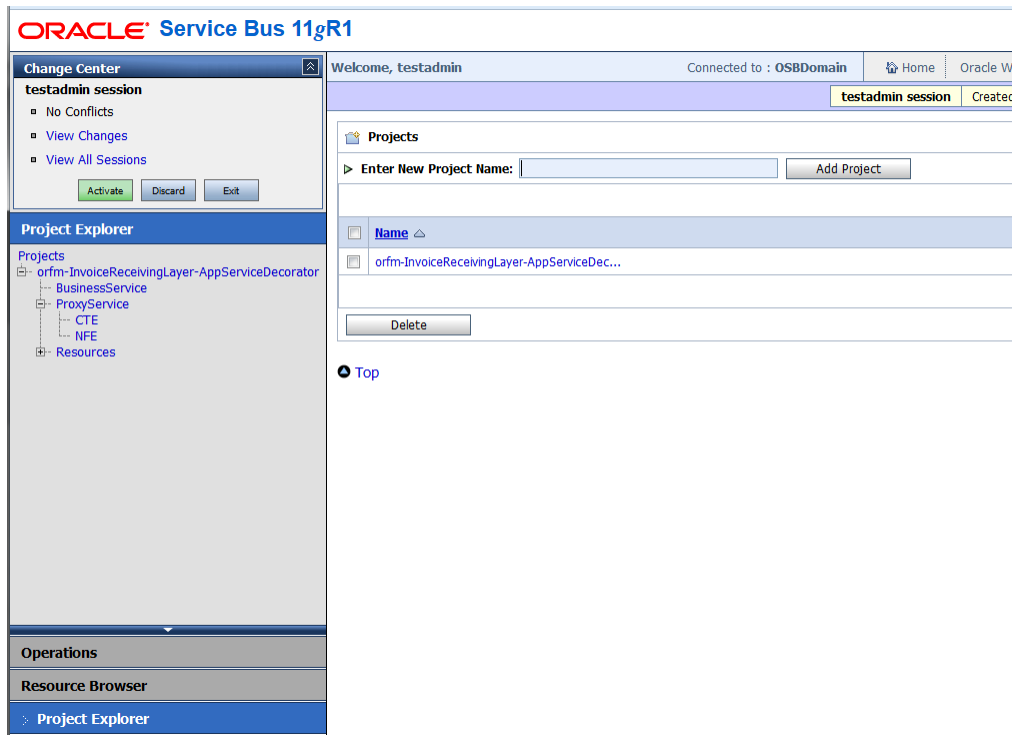 ORACLE Service Bus 11gR1
Change Center
testadmin session
No Conflicts
View Changes
View All Sessions
Activate Discard Exit
Project Explorer
Projects
orfm-InvoiceReceivingLayer-AppServiceDecorator
BusinessService
ProxyService
CTE
NFE
Resources
Operations
Resource Browser
Project Explorer
Welcome, testadmin Connected to : OSBDomain Home Oracle W
testadmin session Created
Projects
Enter New Project Name: Add Project
Name
orfm-InvoiceReceivingLayer-AppServiceDec...
Delete
Top